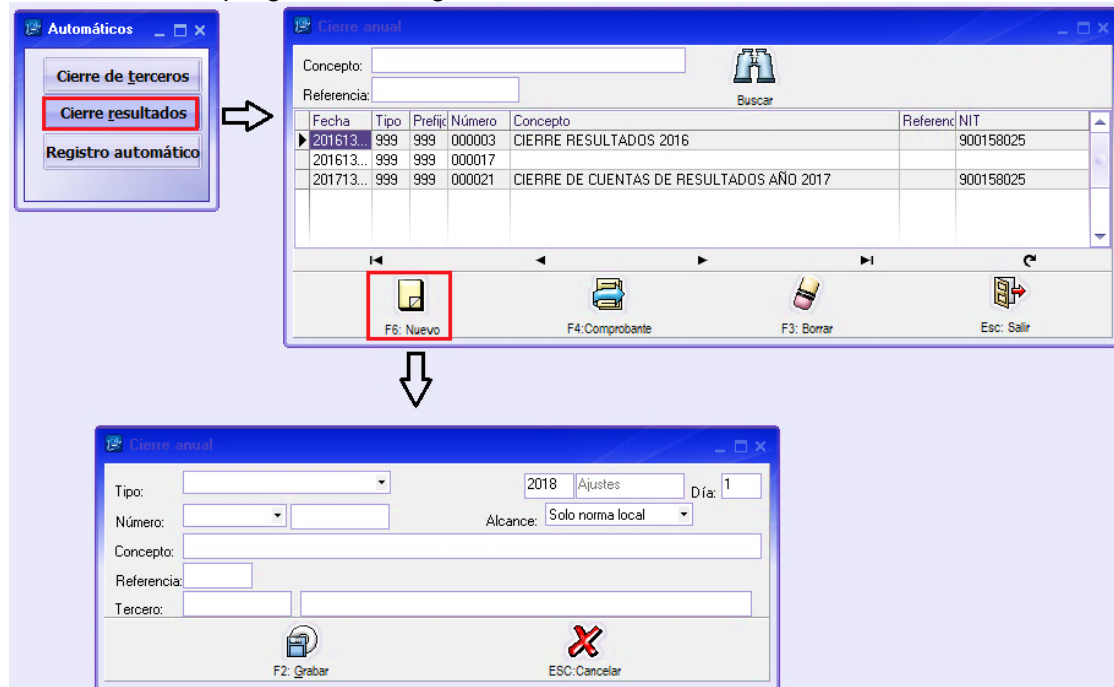 Automáticos
Cierre de terceros
Cierre resultados
Registro automático
Cierre anual
Concepto:
Referencia:
Buscar
Fecha Tipo Prefijc Número Concepto Referenc NIT
201613... 999 999 000003 CIERRE RESULTADOS 2016 900158025
201613... 999 999 000017
201713... 999 999 000021 CIERRE DE CUENTAS DE RESULTADOS AÑO 2017 900158025
F6: Nuevo F4:Comprobante F3: Borrar Esc: Salir
Cierre anual
Tipo: 2018 Ajustes Día: 1
Número: Alcance: Solo norma local
Concepto:
Referencia:
Tercero:
F2: Grabar ESC:Cancelar